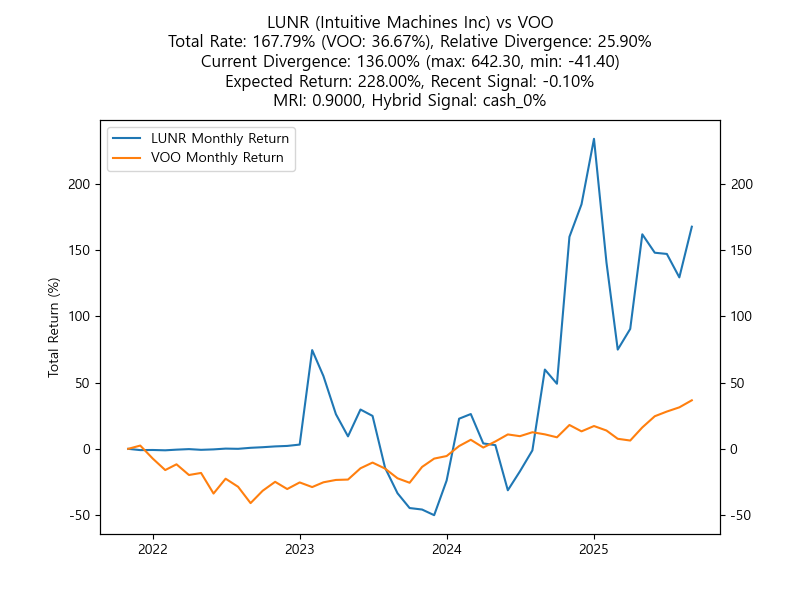 LUNR (Intuitive Machines Inc) vs VOO
Total Rate: 167.79% (VOO: 36.67%), Relative Divergence: 25.90%
Current Divergence: 136.00% (max: 642.30, min: -41.40)
Expected Return: 228.00%, Recent Signal: -0.10%
MRI: 0.9000, Hybrid Signal: cash_0%
LUNR Monthly Return
VOO Monthly Return
Total Return (%)
200
150
100
50
0
-50
200
150
100
50
0
-50
2022
2023
2024
2025